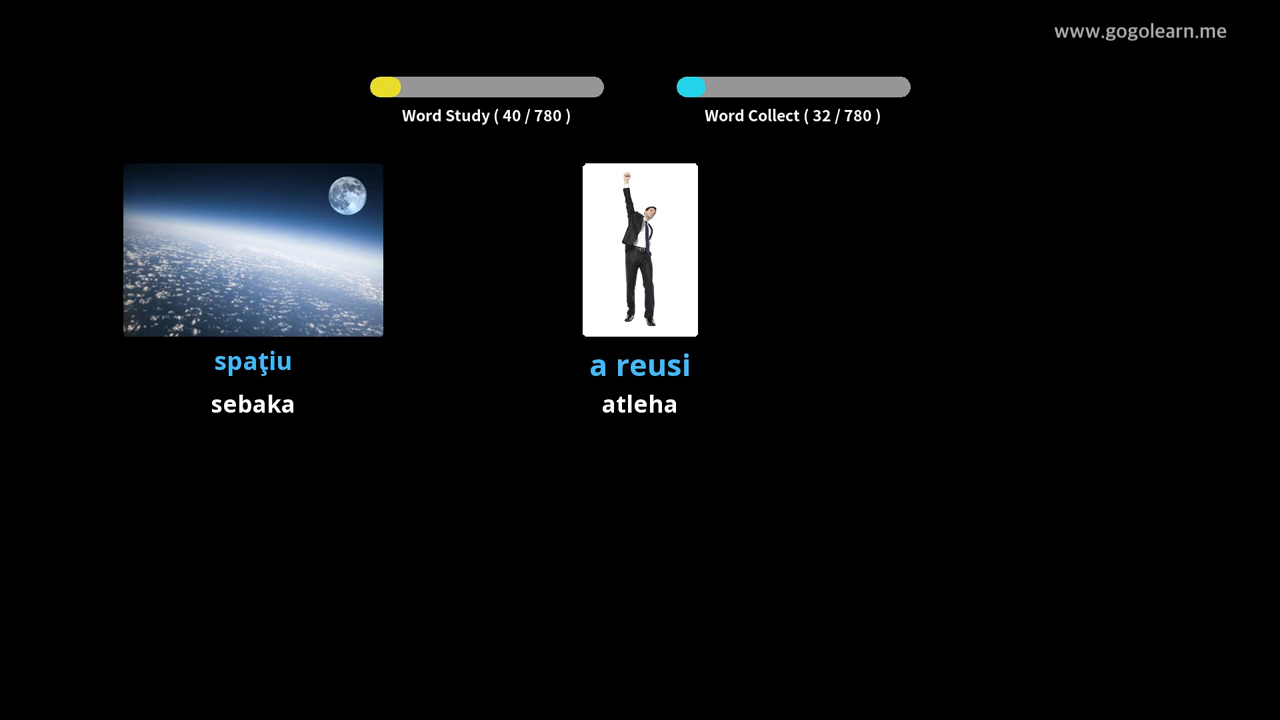 www.gogolearn.me
Word Study ( 40 / 780 )
Word Collect ( 32 / 780 )
spaţiu
a reusi
sebaka
atleha